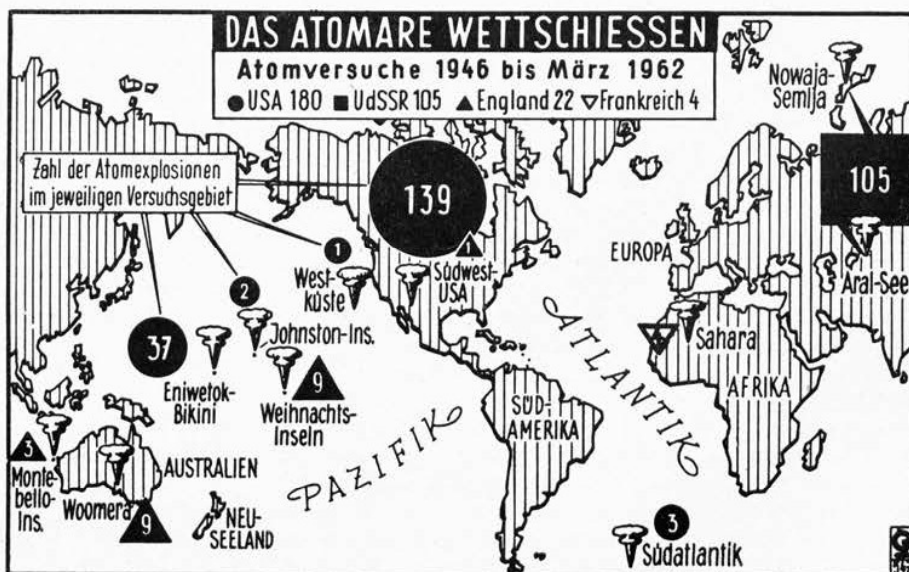 DAS ATOMARE WETTSCHIESSEN
Atomversuche 1946 bis März 1962
USA 180 UdSSR 105 England 22 Frankreich 4
Nowaja-
Semlja
Zahl der Atomexplosionen
im jeweiligen Versuchsgebiet
139
105
1
West-
küste
1
Südwest-
USA
EUROPA
Aral-See
2
Johnston-Ins.
37
Eniwetok-
Bikini
9
Weihnachts-
Inseln
ATLANTIK
4
Sahara
AFRIKA
SÜD-
AMERIKA
PAZIFIK
3
Monte-
bello-
Ins.
AUSTRALIEN
Woomera
9
NEU-
SEELAND
3
Südatlantik